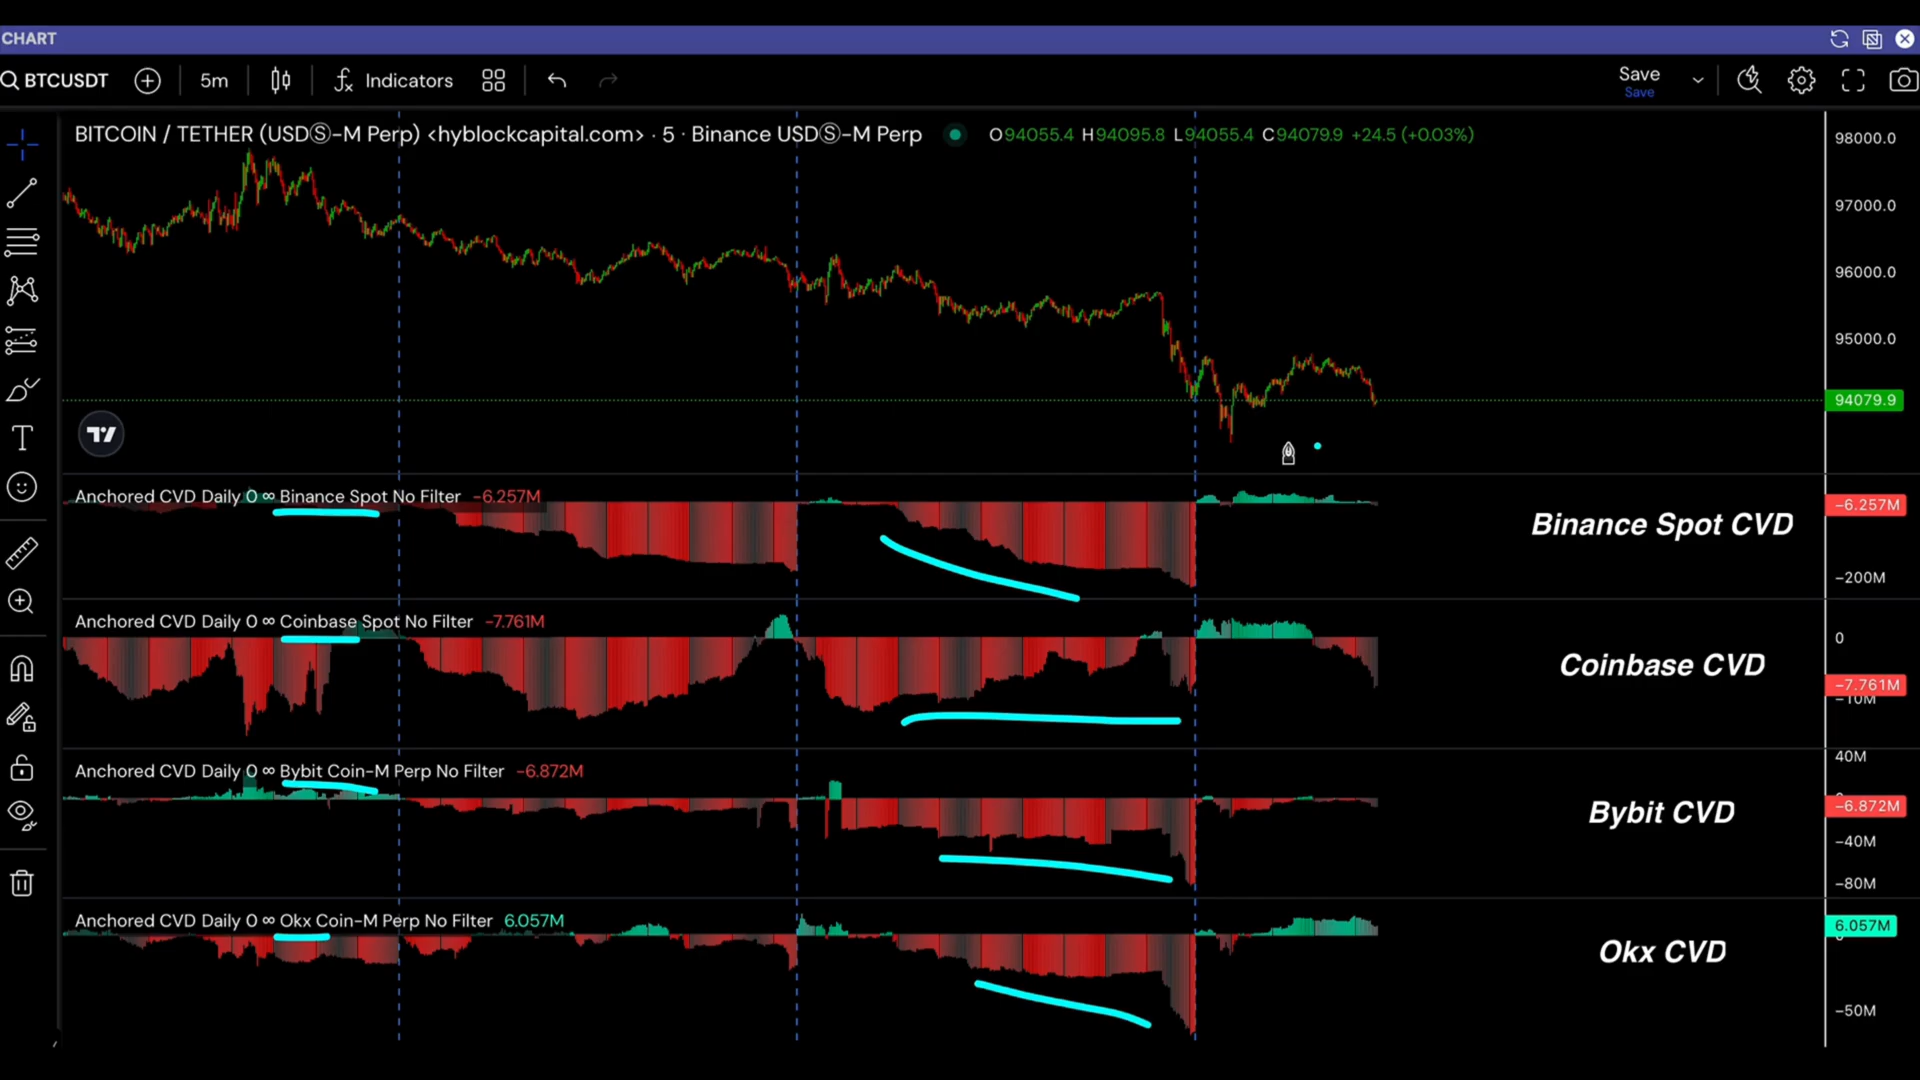 CHART
BTCUSDT 5m Indicators Save
Save
BITCOIN / TETHER (USDⓈ-M Perp) <hyblockcapital.com> · 5 · Binance USDⓈ-M Perp O94055.4 H94095.8 L94055.4 C94079.9 +24.5 (+0.03%)
98000.0
97000.0
96000.0
95000.0
94079.9
Anchored CVD Daily 0 ∞ Binance Spot No Filter -6.257M
-6.257M
Binance Spot CVD
-200M
Anchored CVD Daily 0 ∞ Coinbase Spot No Filter -7.761M
0
Coinbase CVD
-7.761M
-10M
Anchored CVD Daily 0 ∞ Bybit Coin-M Perp No Filter -6.872M
40M
-6.872M
Bybit CVD
-40M
-80M
Anchored CVD Daily 0 ∞ Okx Coin-M Perp No Filter 6.057M
6.057M
Okx CVD
-50M